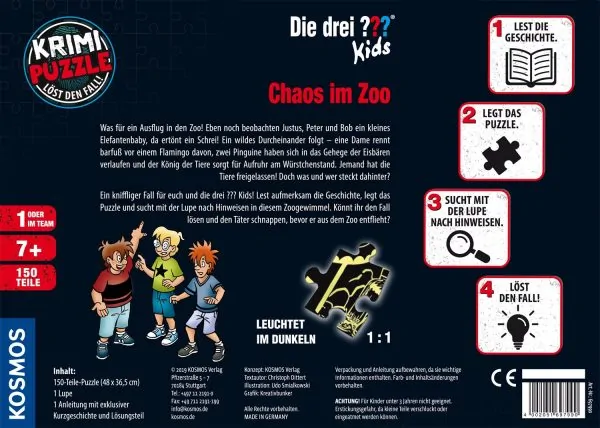 KRIMI
PUZZLE
LÖST DEN FALL!
Die drei ???®
Kids
Chaos im Zoo
Was für ein Ausflug in den Zoo! Eben noch beobachten Justus, Peter und Bob ein kleines
Elefantenbaby, da ertönt ein Schrei! Ein wildes Durcheinander folgt – eine Dame rennt
barfuß vor einem Flamingo davon, zwei Pinguine haben sich in das Gehege der Eisbären
verlaufen und der König der Tiere sorgt für Aufruhr am Würstchenstand. Jemand hat die
Tiere freigelassen! Doch was und wer steckt dahinter?
Ein kniffliger Fall für euch und die drei ??? Kids! Lest aufmerksam die Geschichte, legt das
Puzzle und sucht mit der Lupe nach Hinweisen in diesem Zoogewimmel. Könnt ihr den Fall
lösen und den Täter schnappen, bevor er aus dem Zoo entflieht?
1 LEST DIE
GESCHICHTE.
2 LEGT DAS
PUZZLE.
3 SUCHT MIT
DER LUPE
NACH HINWEISEN.
4 LÖST
DEN FALL!
1 ODER
IM TEAM
7+
150
TEILE
KOSMOS
LEUCHTET
IM DUNKELN
1:1
Inhalt:
150-Teile-Puzzle (48 x 36,5 cm)
1 Lupe
1 Anleitung mit exklusiver
Kurzgeschichte und Lösungsteil
© 2019 KOSMOS Verlag
Pfizerstraße 5 – 7
70184 Stuttgart
Tel.: +497 11 2191-0
Fax: +49 711 2191-199
info@kosmos.de
kosmos.de
Konzept: KOSMOS Verlag
Textautor: Christoph Dittert
Illustration: Udo Smialkowski
Grafik: Kreativbunker
Alle Rechte vorbehalten.
MADE IN GERMANY
Verpackung und Anleitung aufbewahren, da sie wichtige
Informationen enthalten. Farb- und Inhaltsänderungen
vorbehalten.
ACHTUNG! Für Kinder unter 3 Jahren nicht geeignet.
Erstickungsgefahr, da kleine Teile verschluckt oder
eingeatmet werden können.
CE